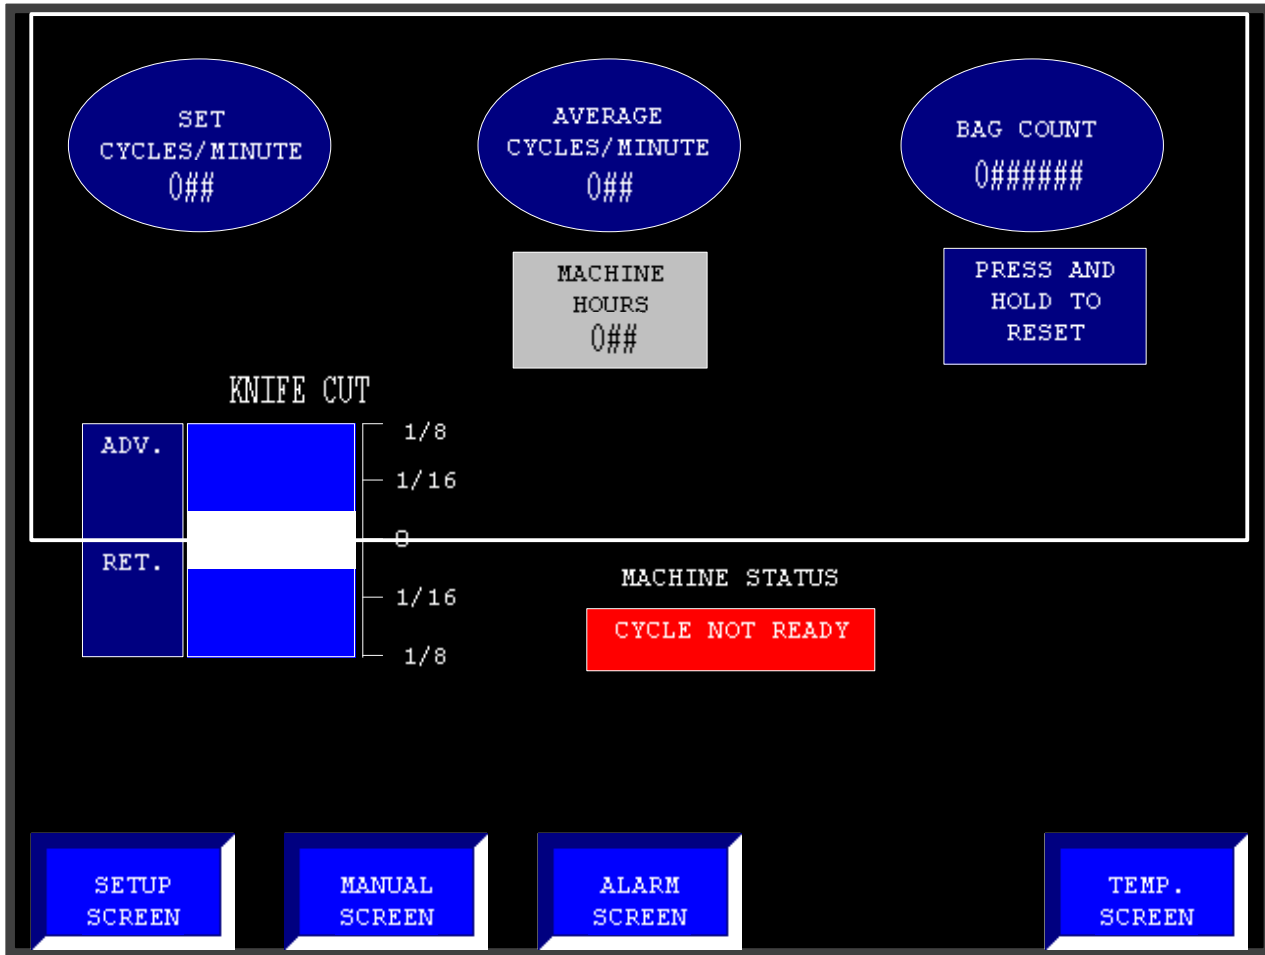 SET
CYCLES/MINUTE
0##
AVERAGE
CYCLES/MINUTE
0##
BAG COUNT
0######
MACHINE
HOURS
0##
PRESS AND
HOLD TO
RESET
KNIFE CUT
ADV.
RET.
1/8
1/16
0
1/16
1/8
MACHINE STATUS
CYCLE NOT READY
SETUP
SCREEN
MANUAL
SCREEN
ALARM
SCREEN
TEMP.
SCREEN